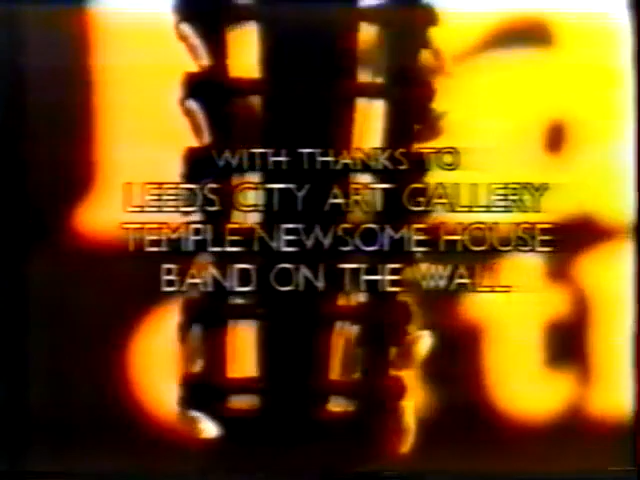 WITH THANKS TO
LEEDS CITY ART GALLERY
TEMPLE NEWSOME HOUSE
BAND ON THE WALL